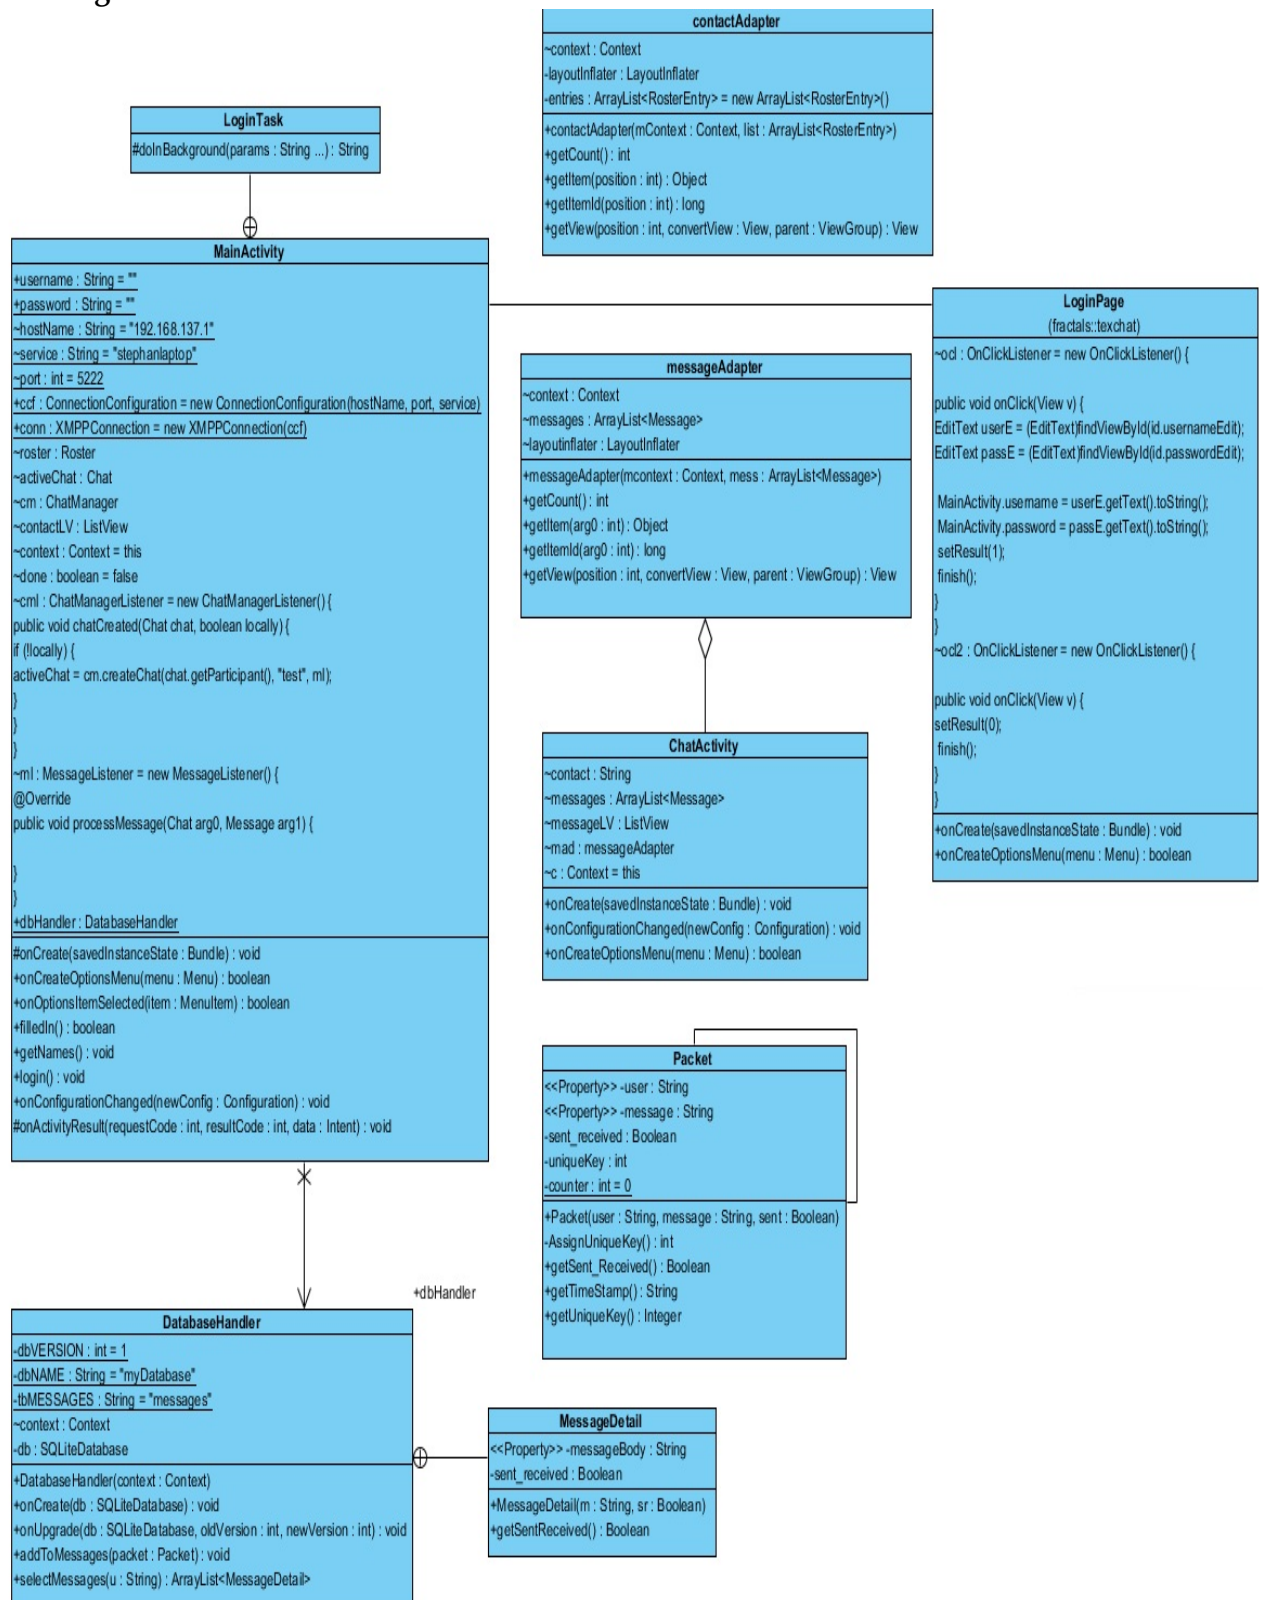 contactAdapter
~context : Context
-layoutInflater : LayoutInflater
-entries : ArrayList<RosterEntry> = new ArrayList<RosterEntry>()
+contactAdapter(mContext : Context, list : ArrayList<RosterEntry>)
+getCount() : int
+getItem(position : int) : Object
+getItemId(position : int) : long
+getView(position : int, convertView : View, parent : ViewGroup) : View
LoginTask
#doInBackground(params : String ...) : String
MainActivity
+username : String = ""
+password : String = ""
~hostName : String = "192.168.137.1"
~service : String = "stephanlaptop"
~port : int = 5222
+ccf : ConnectionConfiguration = new ConnectionConfiguration(hostName, port, service)
+conn : XMPPConnection = new XMPPConnection(ccf)
~roster : Roster
~activeChat : Chat
~cm : ChatManager
~contactLV : ListView
~context : Context = this
~done : boolean = false
~cml : ChatManagerListener = new ChatManagerListener() {
public void chatCreated(Chat chat, boolean locally) {
if (!locally) {
activeChat = cm.createChat(chat.getParticipant(), "test", ml);
}
}
}
~ml : MessageListener = new MessageListener() {
@Override
public void processMessage(Chat arg0, Message arg1) {
}
}
+dbHandler : DatabaseHandler
#onCreate(savedInstanceState : Bundle) : void
+onCreateOptionsMenu(menu : Menu) : boolean
+onOptionsItemSelected(item : MenuItem) : boolean
+filledIn() : boolean
+getNames() : void
+login() : void
+onConfigurationChanged(newConfig : Configuration) : void
#onActivityResult(requestCode : int, resultCode : int, data : Intent) : void
LoginPage
(fractals::texchat)
~ocl : OnClickListener = new OnClickListener() {
public void onClick(View v) {
EditText userE = (EditText)findViewById(id.usernameEdit);
EditText passE = (EditText)findViewById(id.passwordEdit);
MainActivity.username = userE.getText().toString();
MainActivity.password = passE.getText().toString();
setResult(1);
finish();
}
}
~ocl2 : OnClickListener = new OnClickListener() {
public void onClick(View v) {
setResult(0);
finish();
}
}
+onCreate(savedInstanceState : Bundle) : void
+onCreateOptionsMenu(menu : Menu) : boolean
messageAdapter
~context : Context
~messages : ArrayList<Message>
~layoutinflater : LayoutInflater
+messageAdapter(mcontext : Context, mess : ArrayList<Message>)
+getCount() : int
+getItem(arg0 : int) : Object
+getItemId(arg0 : int) : long
+getView(position : int, convertView : View, parent : ViewGroup) : View
ChatActivity
~contact : String
~messages : ArrayList<Message>
~messageLV : ListView
~mad : messageAdapter
~c : Context = this
+onCreate(savedInstanceState : Bundle) : void
+onConfigurationChanged(newConfig : Configuration) : void
+onCreateOptionsMenu(menu : Menu) : boolean
Packet
<<Property>> -user : String
<<Property>> -message : String
-sent_received : Boolean
-uniqueKey : int
-counter : int = 0
+Packet(user : String, message : String, sent : Boolean)
-AssignUniqueKey() : int
+getSent_Received() : Boolean
+getTimeStamp() : String
+getUniqueKey() : Integer
+dbHandler
DatabaseHandler
-dbVERSION : int = 1
-dbNAME : String = "myDatabase"
-tbMESSAGES : String = "messages"
~context : Context
-db : SQLiteDatabase
+DatabaseHandler(context : Context)
+onCreate(db : SQLiteDatabase) : void
+onUpgrade(db : SQLiteDatabase, oldVersion : int, newVersion : int) : void
+addToMessages(packet : Packet) : void
+selectMessages(u : String) : ArrayList<MessageDetail>
MessageDetail
<<Property>> -messageBody : String
-sent_received : Boolean
+MessageDetail(m : String, sr : Boolean)
+getSentReceived() : Boolean